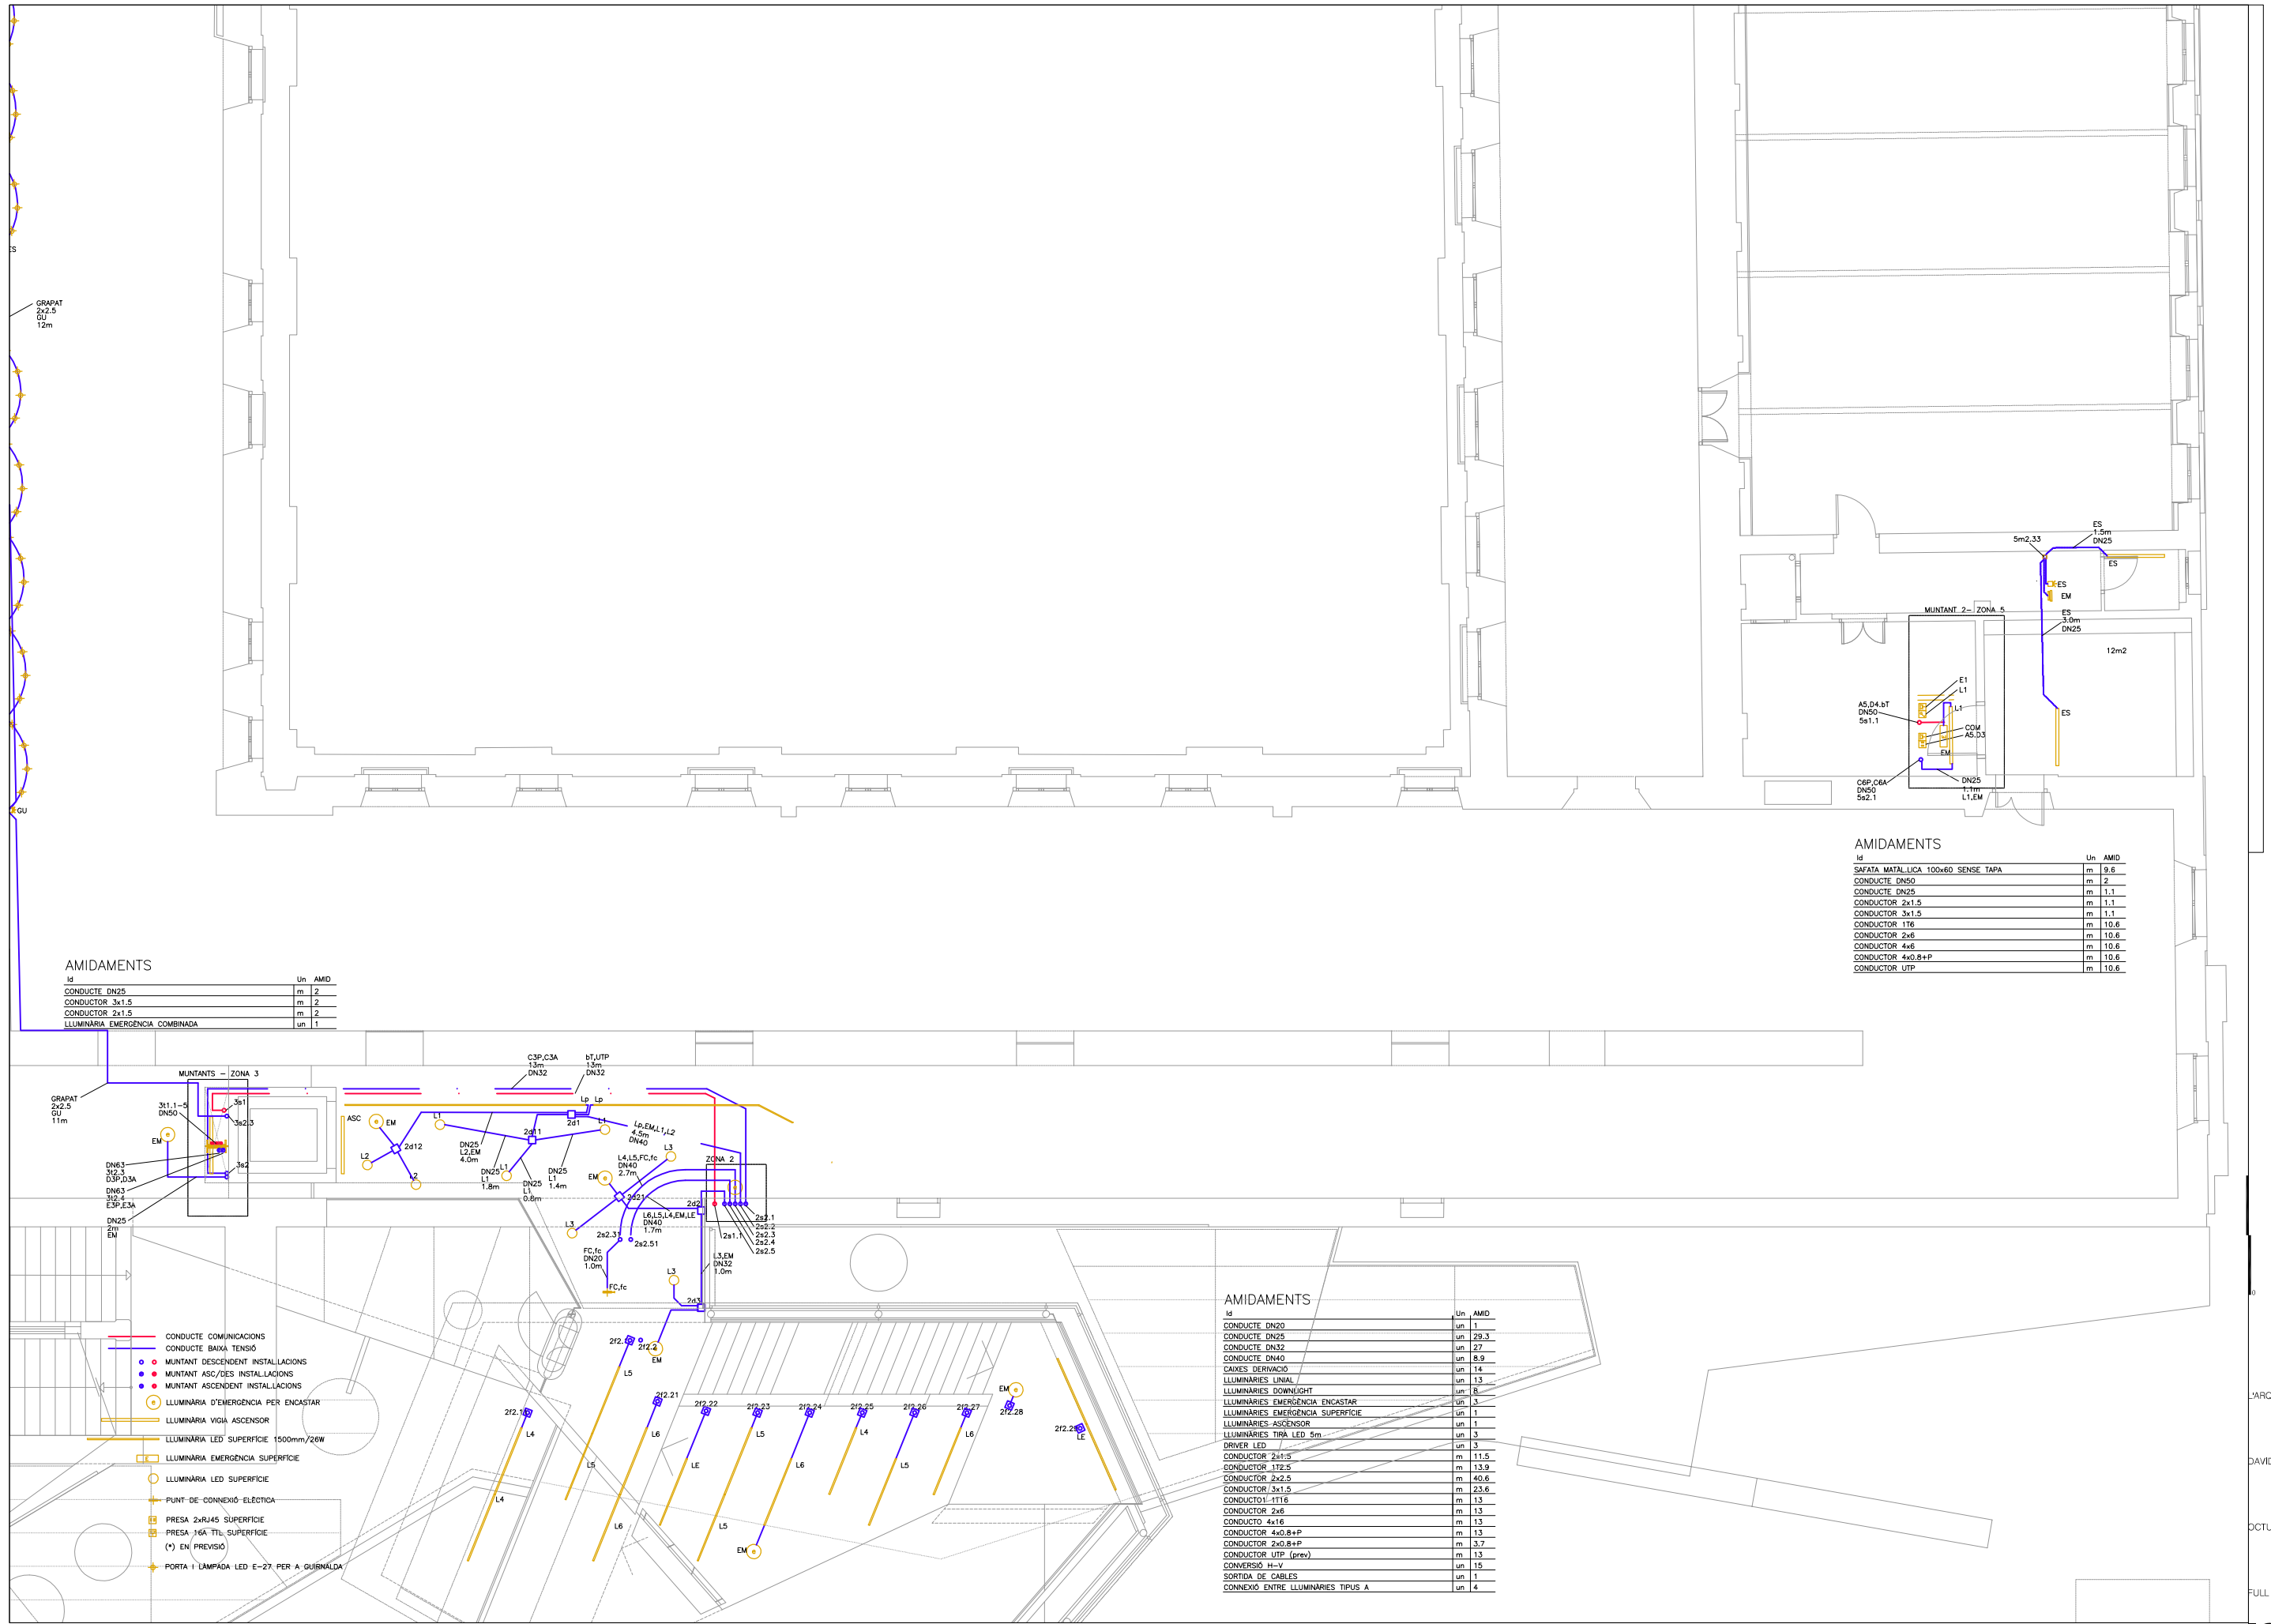 ES
GRAPAT
2x2.5
GU
12m
GU
ES
1.5m
DN25
5m2.33
ES
ES
EM
MUNTANT 2- ZONA 5
ES
3.0m
DN25
12m2
E1
L1
A5,D4.bT
DN50
5s1.1
L1
ES
COM
A5.D3
EM
C6P,C6A
DN50
5s2.1
DN25
1.1m
L1,EM
AMIDAMENTS
Id Un AMID
SAFATA MATÀL.LICA 100x60 SENSE TAPA m 9.6
CONDUCTE DN50 m 2
CONDUCTE DN25 m 1.1
CONDUCTOR 2x1.5 m 1.1
CONDUCTOR 3x1.5 m 1.1
CONDUCTOR 1T6 m 10.6
CONDUCTOR 2x6 m 10.6
CONDUCTOR 4x6 m 10.6
CONDUCTOR 4x0.8+P m 10.6
CONDUCTOR UTP m 10.6
AMIDAMENTS
Id Un AMID
CONDUCTE DN25 m 2
CONDUCTOR 3x1.5 m 2
CONDUCTOR 2x1.5 m 2
LLUMINÀRIA EMERGÈNCIA COMBINADA un 1
C3P,C3A
13m
DN32
bT,UTP
13m
DN32
MUNTANTS - ZONA 3
GRAPAT
2x2.5
GU
11m
3t1.1-5
DN50
3s1
3s2.3
EM
ASC
EM
L1
Lp Lp
2d1
L1
2d11
Lp,EM,L1,L2
4.5m
DN40
2d12
DN25
L2,EM
4.0m
L2
L2
DN25
L1
1.8m
L1
DN25
L1
0.8m
DN25
L1
1.4m
L4,L5,FC,fc
DN40
2.7m
L3
ZONA 2
DN63
3t2.3
D3P,D3A
3s2
DN63
3t2.4
E3P,E3A
DN25
2m
EM
EM
2d21
2d2
L6,L5,L4,EM,LE
DN40
1.7m
L3
2s2.31
2s2.51
2s1.1
2s2.1
2s2.2
2s2.3
2s2.4
2s2.5
FC,fc
DN20
1.0m
L3,EM
DN32
1.0m
L3
FC,fc
2d3
2f2.
2f2.2
EM
L5
2f2.21
2f2.1
2f2.22
2f2.23
2f2.24
2f2.25
2f2.26
2f2.27
EM
2f2.28
2f2.29
LE
L4
L6
L5
L4
L6
L5
LE
L6
L5
L4
L6
L5
EM
CONDUCTE COMUNICACIONS
CONDUCTE BAIXA TENSIÓ
MUNTANT DESCENDENT INSTAL.LACIONS
MUNTANT ASC/DES INSTAL.LACIONS
MUNTANT ASCENDENT INSTAL.LACIONS
LLUMINÀRIA D'EMERGÈNCIA PER ENCASTAR
LLUMINÀRIA VIGIA ASCENSOR
LLUMINÀRIA LED SUPERFÍCIE 1500mm/26W
LLUMINÀRIA EMERGÈNCIA SUPERFÍCIE
LLUMINÀRIA LED SUPERFÍCIE
PUNT DE CONNEXIÓ ELÈCTICA
PRESA 2xRJ45 SUPERFÍCIE
PRESA 16A TTL SUPERFÍCIE
(*) EN PREVISIÓ
PORTA I LÀMPADA LED E-27 PER A GUIRNALDA
AMIDAMENTS
Id Un AMID
CONDUCTE DN20 un 1
CONDUCTE DN25 un 29.3
CONDUCTE DN32 un 27
CONDUCTE DN40 un 8.9
CAIXES DERIVACIÓ un 14
LLUMINÀRIES LINIAL un 13
LLUMINÀRIES DOWNLIGHT un 8
LLUMINÀRIES EMERGÈNCIA ENCASTAR un 3
LLUMINÀRIES EMERGÈNCIA SUPERFÍCIE un 1
LLUMINÀRIES ASCENSOR un 1
LLUMINÀRIES TIRA LED 5m un 3
DRIVER LED un 3
CONDUCTOR 2x1.5 m 11.5
CONDUCTOR 1T2.5 m 13.9
CONDUCTOR 2x2.5 m 40.6
CONDUCTOR 3x1.5 m 23.6
CONDUCTO1 1T16 m 13
CONDUCTOR 2x6 m 13
CONDUCTO 4x16 m 13
CONDUCTOR 4x0.8+P m 13
CONDUCTOR 2x0.8+P m 3.7
CONDUCTOR UTP (prev) m 13
CONVERSIÓ H-V un 15
SORTIDA DE CABLES un 1
CONNEXIÓ ENTRE LLUMINÀRIES TIPUS A un 4
0
L'ARQ
DAVID
OCTU
FULL